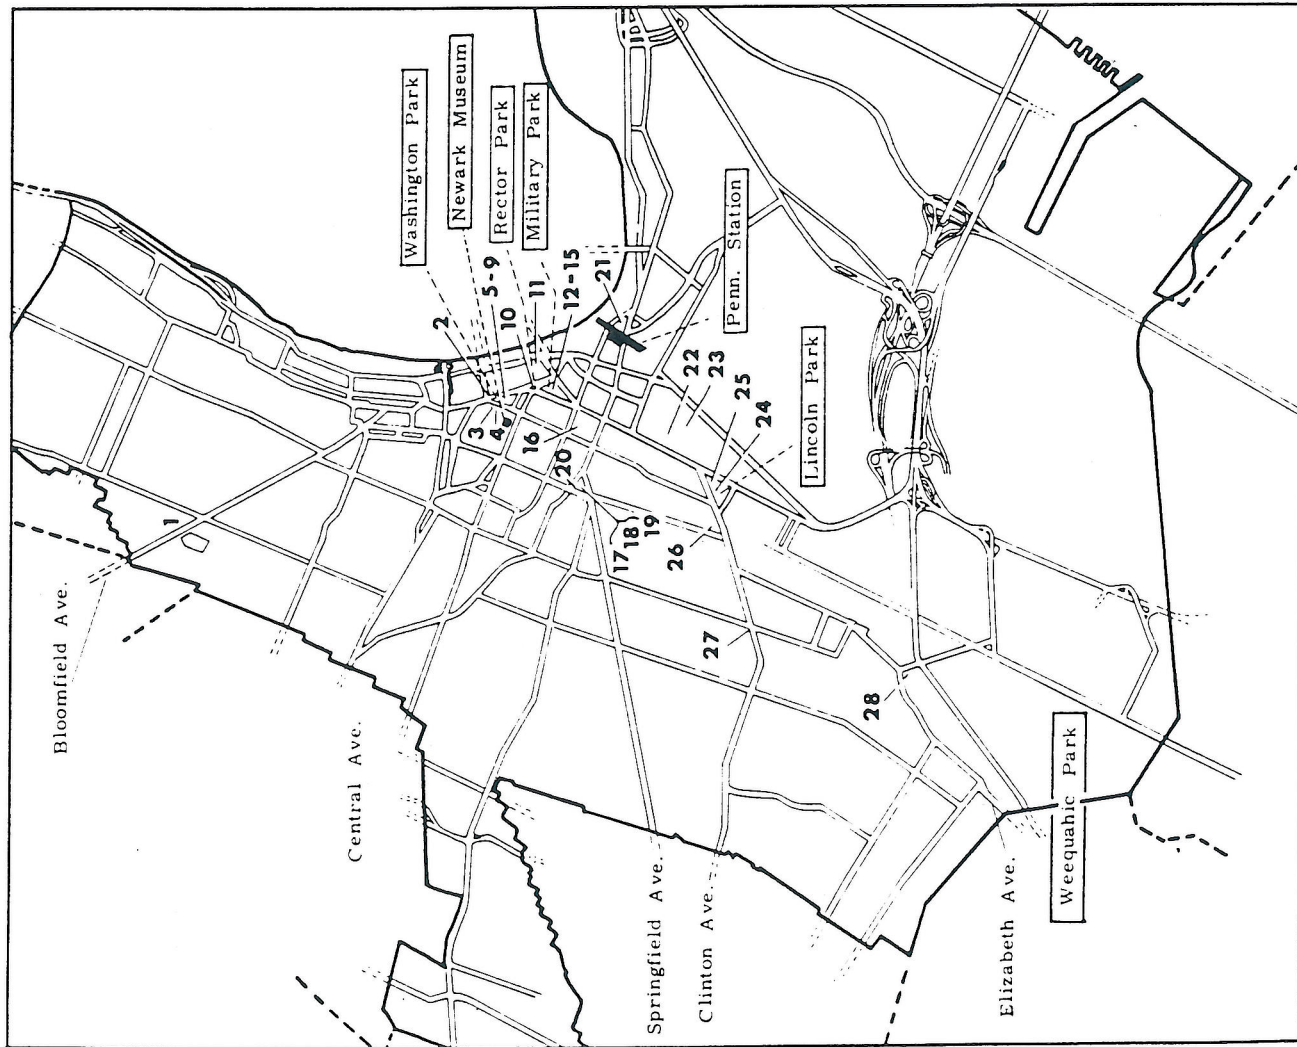 Washington Park
Newark Museum
Rector Park
Military Park
2
5-9
10
11
12-15
21
Penn. Station
3
4
16
20
22
23
25
24
Lincoln Park
17
18
19
26
1
27
28
Bloomfield Ave.
Central Ave.
Springfield Ave.
Clinton Ave.
Elizabeth Ave.
Weequahic Park